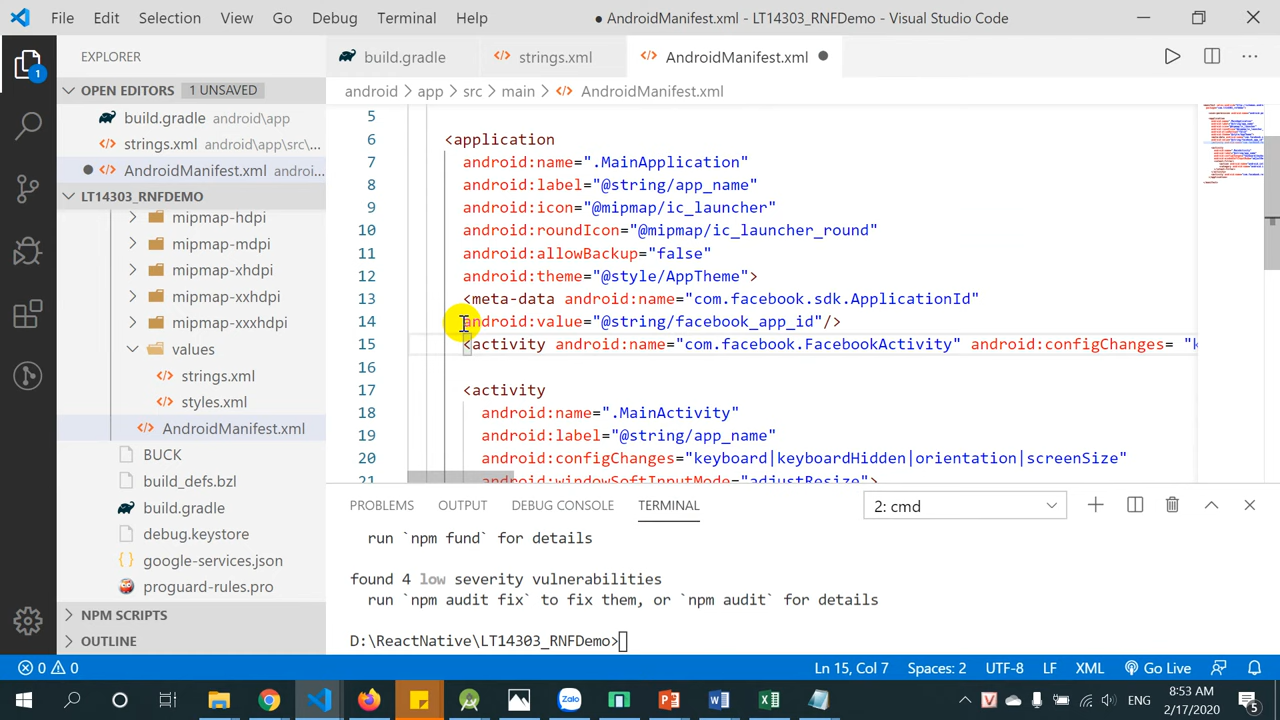 File Edit Selection View Go Debug Terminal Help
● AndroidManifest.xml - LT14303_RNFDemo - Visual Studio Code
EXPLORER
OPEN EDITORS 1 UNSAVED
build.gradle android\app
strings.xml android\app\src\...
● AndroidManifest.xml androi...
LT14303_RNFDEMO
mipmap-hdpi
mipmap-mdpi
mipmap-xhdpi
mipmap-xxhdpi
mipmap-xxxhdpi
values
strings.xml
styles.xml
AndroidManifest.xml
BUCK
build_defs.bzl
build.gradle
debug.keystore
google-services.json
proguard-rules.pro
NPM SCRIPTS
OUTLINE
1
build.gradle strings.xml AndroidManifest.xml ●
android > app > src > main > AndroidManifest.xml
5
6 <application
7 android:name=".MainApplication"
8 android:label="@string/app_name"
9 android:icon="@mipmap/ic_launcher"
10 android:roundIcon="@mipmap/ic_launcher_round"
11 android:allowBackup="false"
12 android:theme="@style/AppTheme">
13 <meta-data android:name="com.facebook.sdk.ApplicationId"
14 android:value="@string/facebook_app_id"/>
15 <activity android:name="com.facebook.FacebookActivity" android:configChanges= "k
16
17 <activity
18 android:name=".MainActivity"
19 android:label="@string/app_name"
20 android:configChanges="keyboard|keyboardHidden|orientation|screenSize"
21 android:windowSoftInputMode="adjustResize">
PROBLEMS OUTPUT DEBUG CONSOLE TERMINAL 2: cmd
run `npm fund` for details
found 4 low severity vulnerabilities
run `npm audit fix` to fix them, or `npm audit` for details
D:\ReactNative\LT14303_RNFDemo>
0 0 Ln 15, Col 7 Spaces: 2 UTF-8 LF XML Go Live
Zalo ENG 8:53 AM
2/17/2020 5